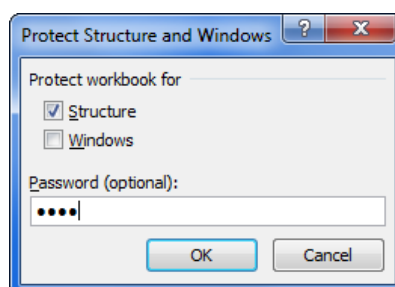 Protect Structure and Windows
?
Protect workbook for
Structure
Windows
Password (optional):
••••
OK
Cancel